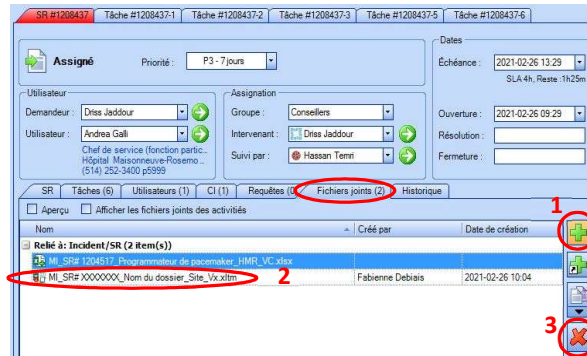 SR #1208437 Tâche #1208437-1 Tâche #1208437-2 Tâche #1208437-3 Tâche #1208437-5 Tâche #1208437-6
Dates
Assigné Priorité : P3 - 7 jours Échéance : 2021-02-26 13:29
SLA 4h, Reste :1h25m
Utilisateur Assignation
Demandeur : Driss Jaddour Groupe : Conseillers Ouverture : 2021-02-26 09:29
Utilisateur : Andrea Galli Intervenant : Driss Jaddour Résolution :
Chef de service (fonction partic..
Hôpital Maisonneuve-Rosemo.. Suivi par : Hassan Temri Fermeture :
(514) 252-3400 p5999
SR Tâches (6) Utilisateurs (1) CI (1) Requêtes (0) Fichiers joints (2) Historique
Aperçu Afficher les fichiers joints des activités
1
Nom Créé par Date de création
Relié à: Incident/SR (2 item(s))
MI_SR# 1204517_Programmateur de pacemaker_HMR_VC.xlsx
MI_SR# XXXXXXX_Nom du dossier_Site_Vx.xltm Fabienne Debiais 2021-02-26 10:04
2
3